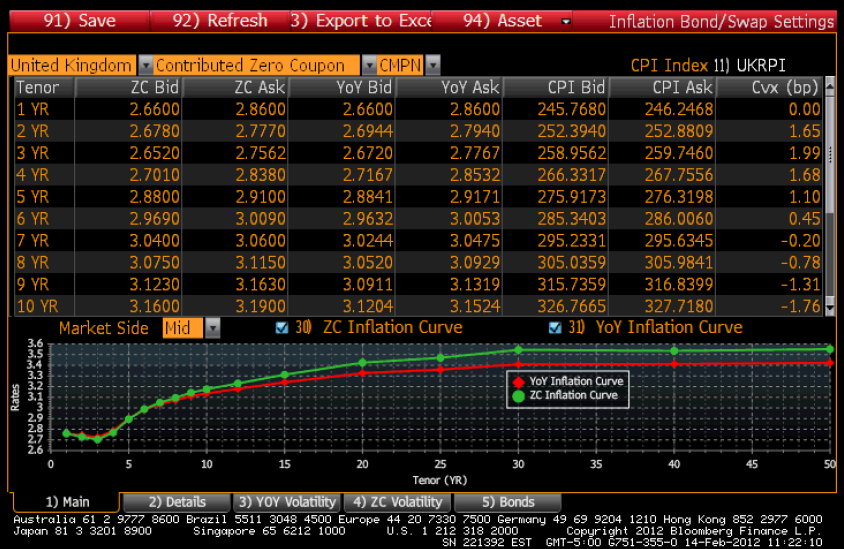 91) Save 92) Refresh 3) Export to Exce 94) Asset Inflation Bond/Swap Settings
United Kingdom Contributed Zero Coupon CMPN CPI Index 11) UKRPI
Tenor ZC Bid ZC Ask YoY Bid YoY Ask CPI Bid CPI Ask Cvx (bp)
1 YR 2.6600 2.8600 2.6600 2.8600 245.7680 246.2468 0.00
2 YR 2.6780 2.7770 2.6944 2.7940 252.3940 252.8809 1.65
3 YR 2.6520 2.7562 2.6720 2.7767 258.9562 259.7460 1.99
4 YR 2.7010 2.8380 2.7167 2.8532 266.3317 267.7556 1.68
5 YR 2.8800 2.9100 2.8841 2.9171 275.9173 276.3198 1.10
6 YR 2.9690 3.0090 2.9632 3.0053 285.3403 286.0060 0.45
7 YR 3.0400 3.0600 3.0244 3.0475 295.2331 295.6345 -0.20
8 YR 3.0750 3.1150 3.0520 3.0929 305.0359 305.9841 -0.78
9 YR 3.1230 3.1630 3.0911 3.1319 315.7359 316.8399 -1.31
10 YR 3.1600 3.1900 3.1204 3.1524 326.7665 327.7180 -1.76
Market Side Mid 30) ZC Inflation Curve 31) YoY Inflation Curve
3.6
3.5
3.4
3.3
3.2
3.1
3
2.9
2.8
2.7
2.6
Rates
YoY Inflation Curve
ZC Inflation Curve
0 5 10 15 20 25 30 35 40 45 50
Tenor (YR)
1) Main 2) Details 3) YOY Volatility 4) ZC Volatility 5) Bonds
Australia 61 2 9777 8600 Brazil 5511 3048 4500 Europe 44 20 7330 7500 Germany 49 69 9204 1210 Hong Kong 852 2977 6000
Japan 81 3 3201 8900 Singapore 65 6212 1000 U.S. 1 212 318 2000 Copyright 2012 Bloomberg Finance L.P.
SN 221392 EST GMT-5:00 G751-355-0 14-Feb-2012 11:22:10